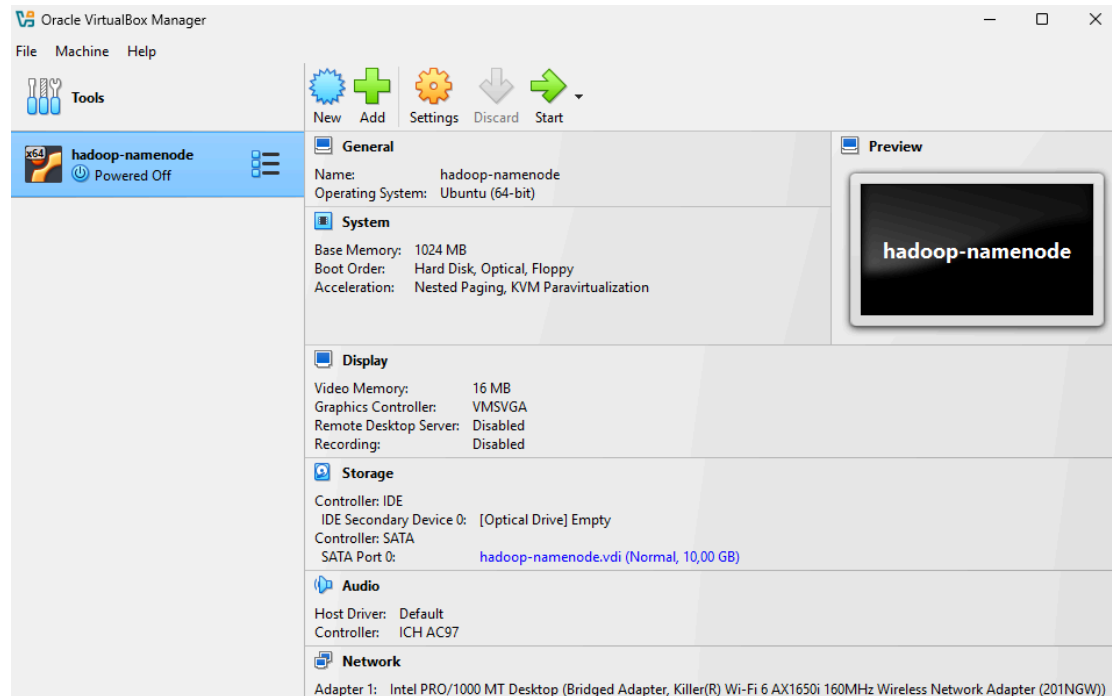 Oracle VirtualBox Manager
File Machine Help
Tools
New Add Settings Discard Start
hadoop-namenode
Powered Off
x64
General
Name: hadoop-namenode
Operating System: Ubuntu (64-bit)
System
Base Memory: 1024 MB
Boot Order: Hard Disk, Optical, Floppy
Acceleration: Nested Paging, KVM Paravirtualization
Preview
hadoop-namenode
Display
Video Memory: 16 MB
Graphics Controller: VMSVGA
Remote Desktop Server: Disabled
Recording: Disabled
Storage
Controller: IDE
IDE Secondary Device 0: [Optical Drive] Empty
Controller: SATA
SATA Port 0: hadoop-namenode.vdi (Normal, 10,00 GB)
Audio
Host Driver: Default
Controller: ICH AC97
Network
Adapter 1: Intel PRO/1000 MT Desktop (Bridged Adapter, Killer(R) Wi-Fi 6 AX1650i 160MHz Wireless Network Adapter (201NGW))